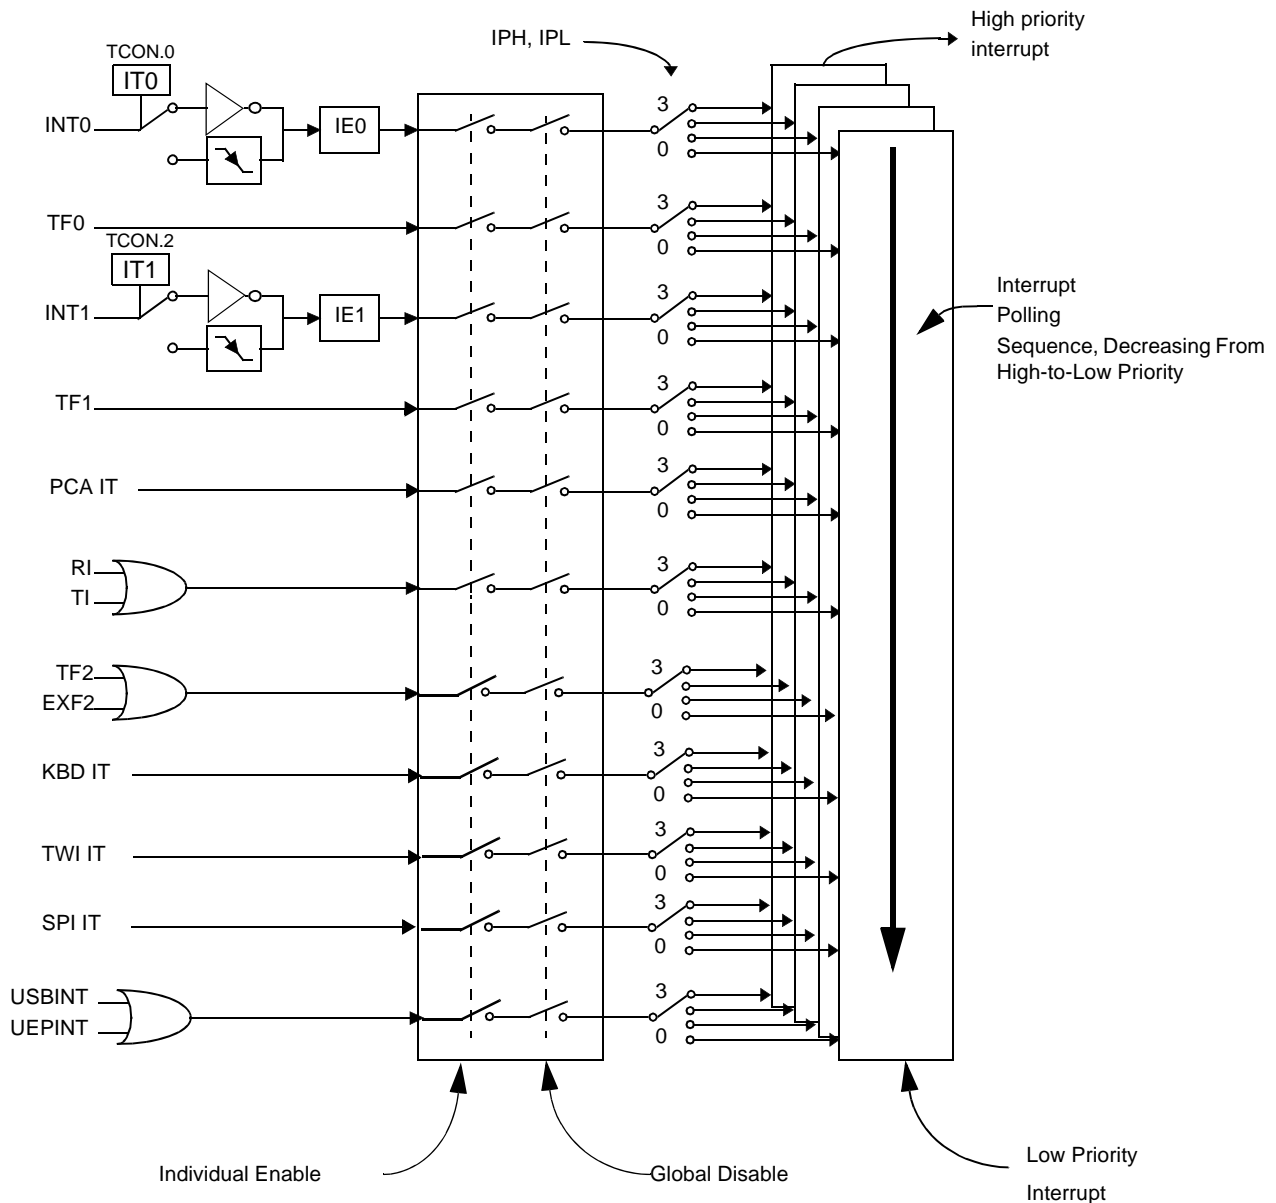 High priority
interrupt
IPH, IPL
TCON.0
IT0
INT0
IE0
3
0
TF0
3
0
TCON.2
IT1
INT1
IE1
3
0
Interrupt
Polling
Sequence, Decreasing From
High-to-Low Priority
TF1
3
0
PCA IT
3
0
RI
TI
3
0
TF2
EXF2
3
0
KBD IT
3
0
TWI IT
3
0
SPI IT
3
0
USBINT
UEPINT
3
0
Individual Enable
Global Disable
Low Priority
Interrupt